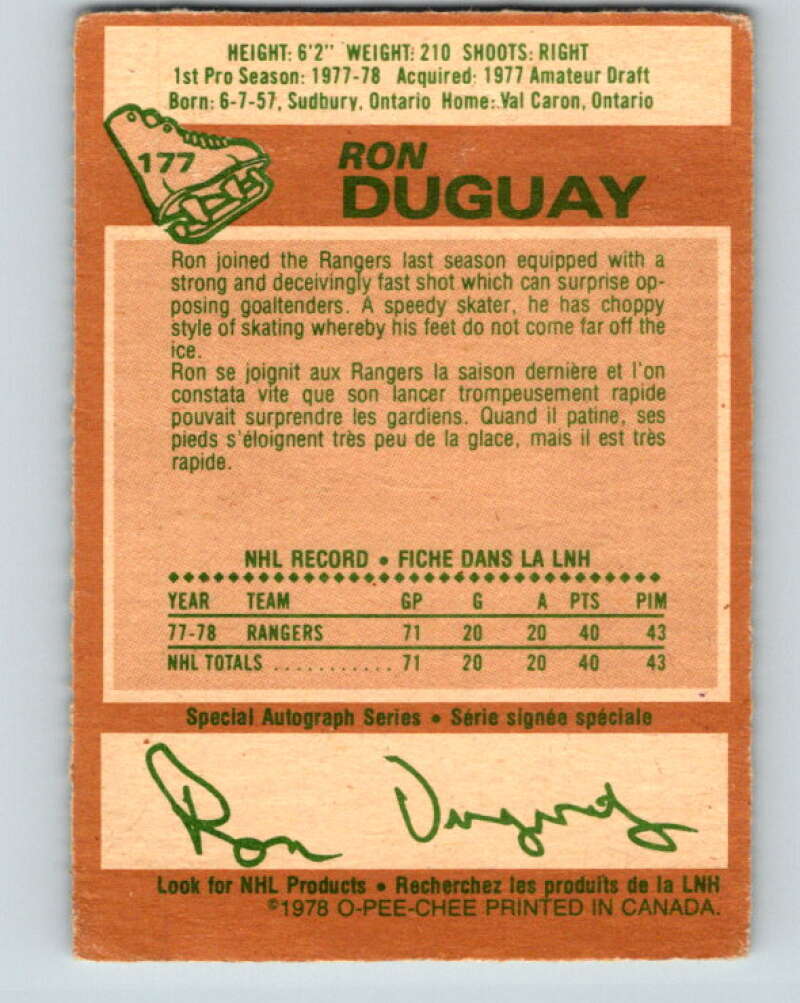 HEIGHT: 6'2" WEIGHT: 210 SHOOTS: RIGHT
1st Pro Season: 1977-78 Acquired: 1977 Amateur Draft
Born: 6-7-57, Sudbury, Ontario Home: Val Caron, Ontario
177
RON
DUGUAY
Ron joined the Rangers last season equipped with a
strong and deceivingly fast shot which can surprise op-
posing goaltenders. A speedy skater, he has choppy
style of skating whereby his feet do not come far off the
ice.
Ron se joignit aux Rangers la saison dernière et l'on
constata vite que son lancer trompeusement rapide
pouvait surprendre les gardiens. Quand il patine, ses
pieds s'éloignent très peu de la glace, mais il est très
rapide.
NHL RECORD • FICHE DANS LA LNH
YEAR TEAM GP G A PTS PIM
77-78 RANGERS 71 20 20 40 43
NHL TOTALS ........... 71 20 20 40 43
Special Autograph Series • Série signée spéciale
Ron Duguay
Look for NHL Products • Recherchez les produits de la LNH
©1978 O-PEE-CHEE PRINTED IN CANADA.